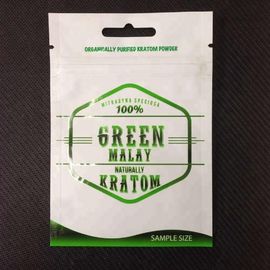 ORGANICALLY PURIFIED KRATOM POWDER
MITRAGYNA SPECIOSA
100%
GREEN
MALAY
NATURALLY
KRATOM
SAMPLE SIZE